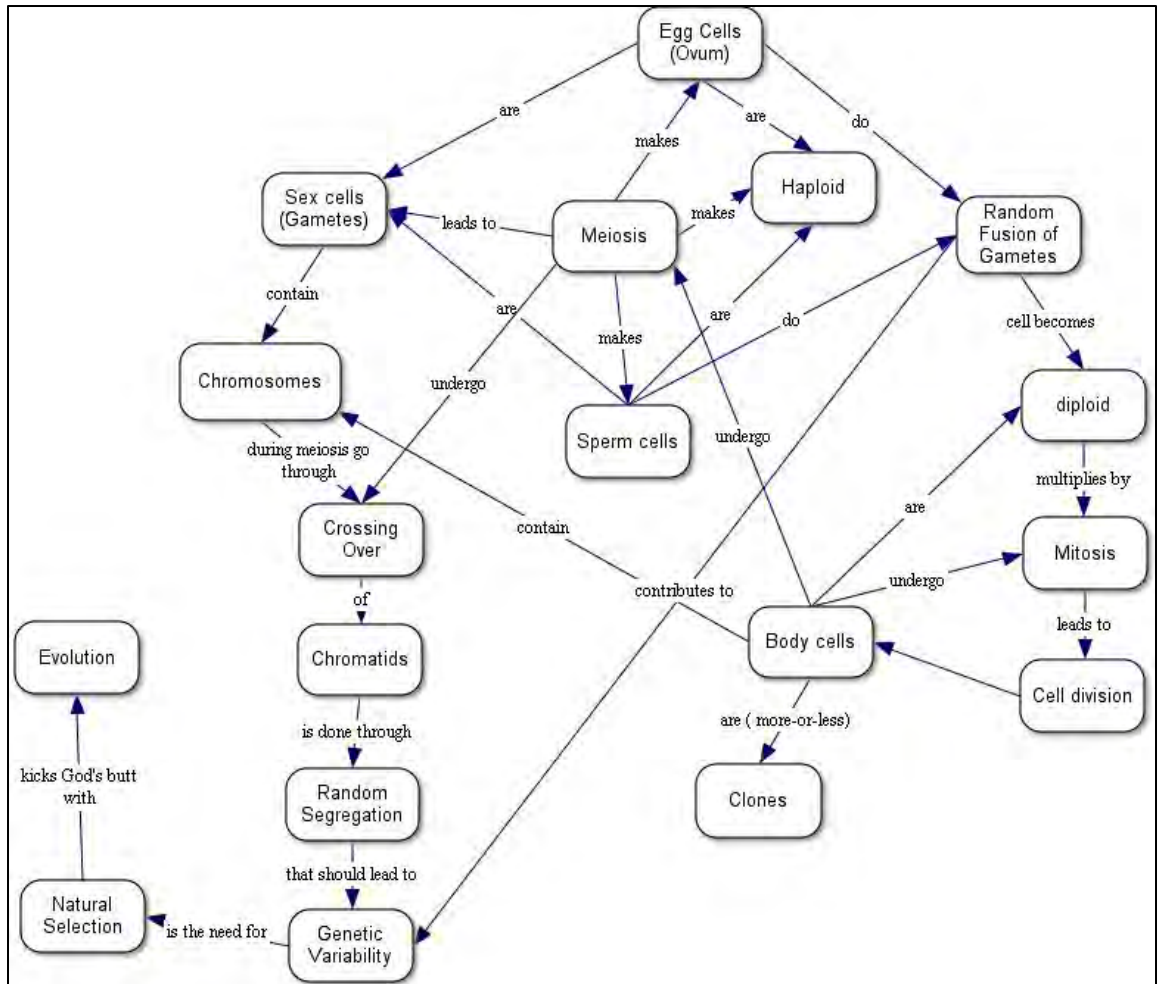 Egg Cells
(Ovum)
are
are
do
makes
Sex cells
(Gametes)
leads to
Meiosis
makes
Haploid
Random
Fusion of
Gametes
contain
are
makes
are
do
cell becomes
Chromosomes
undergo
Sperm cells
diploid
during meiosis go
through
undergo
multiplies by
are
Crossing
Over
contain
Mitosis
undergo
of
contributes to
leads to
Evolution
Chromatids
Body cells
Cell division
is done through
are ( more-or-less)
kicks God's butt
with
Random
Segregation
Clones
that should lead to
Natural
Selection
is the need for
Genetic
Variability